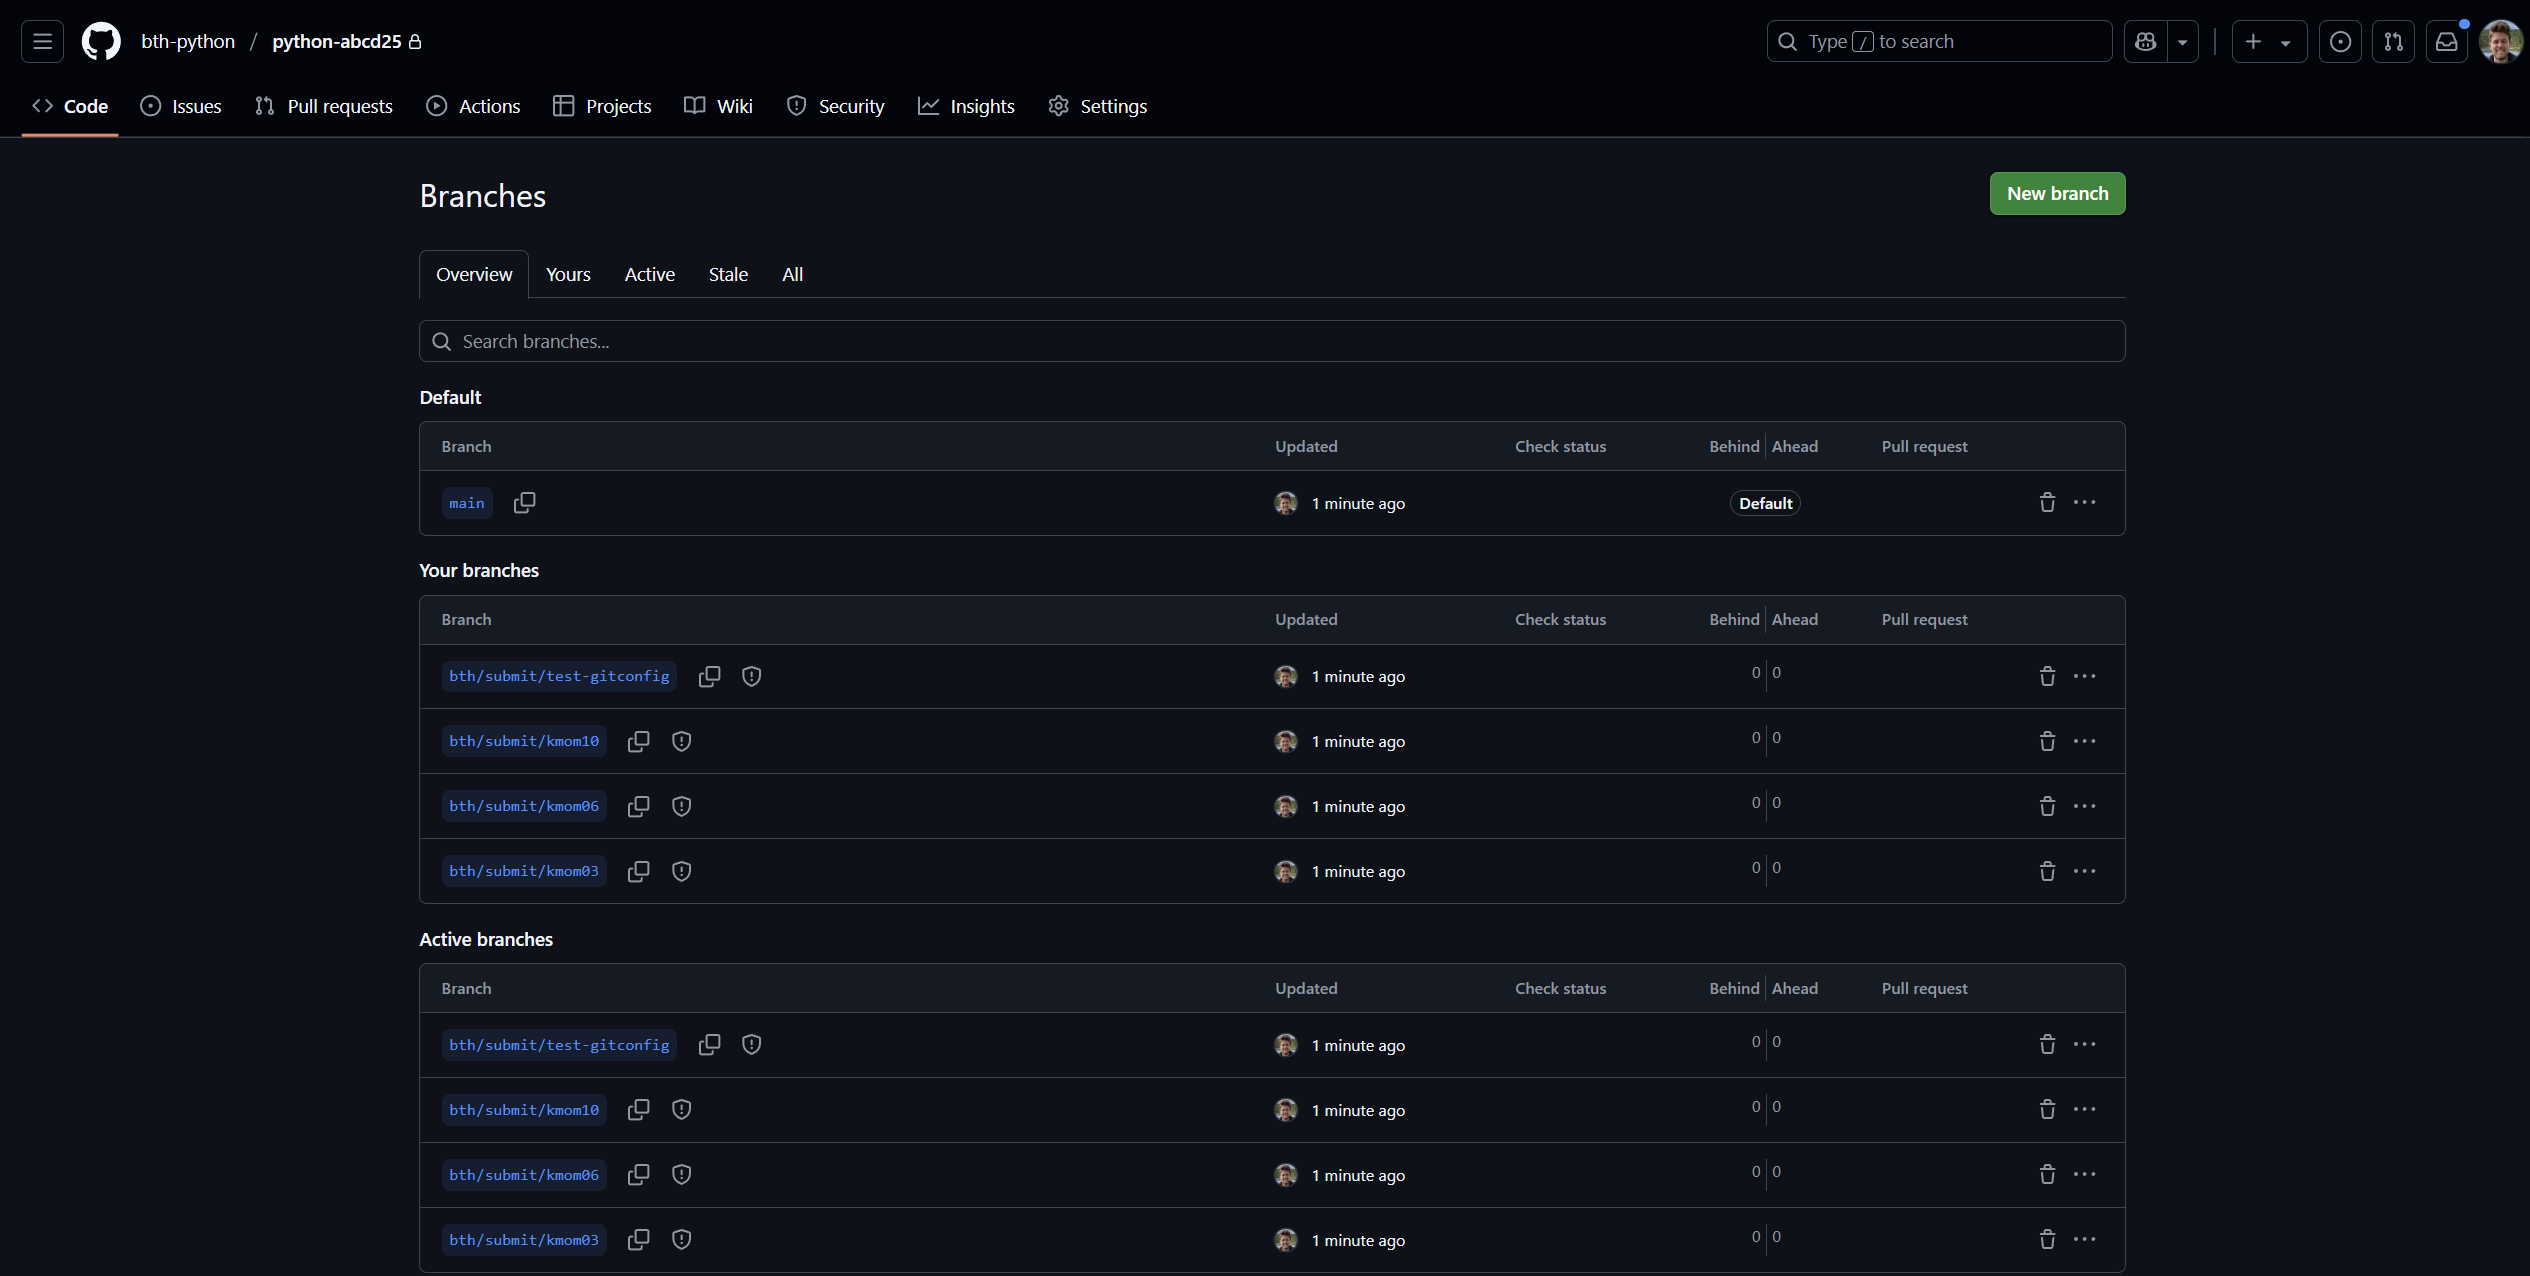 bth-python / python-abcd25
Type / to search
Code Issues Pull requests Actions Projects Wiki Security Insights Settings
Branches
New branch
Overview Yours Active Stale All
Search branches...
Default
Branch Updated Check status Behind Ahead Pull request
main 1 minute ago Default
Your branches
Branch Updated Check status Behind Ahead Pull request
bth/submit/test-gitconfig 1 minute ago 0 0
bth/submit/kmom10 1 minute ago 0 0
bth/submit/kmom06 1 minute ago 0 0
bth/submit/kmom03 1 minute ago 0 0
Active branches
Branch Updated Check status Behind Ahead Pull request
bth/submit/test-gitconfig 1 minute ago 0 0
bth/submit/kmom10 1 minute ago 0 0
bth/submit/kmom06 1 minute ago 0 0
bth/submit/kmom03 1 minute ago 0 0